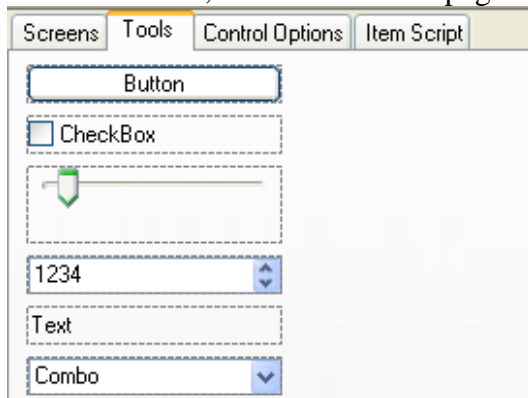 Screens Tools Control Options Item Script
Button
CheckBox
1234
Text
Combo